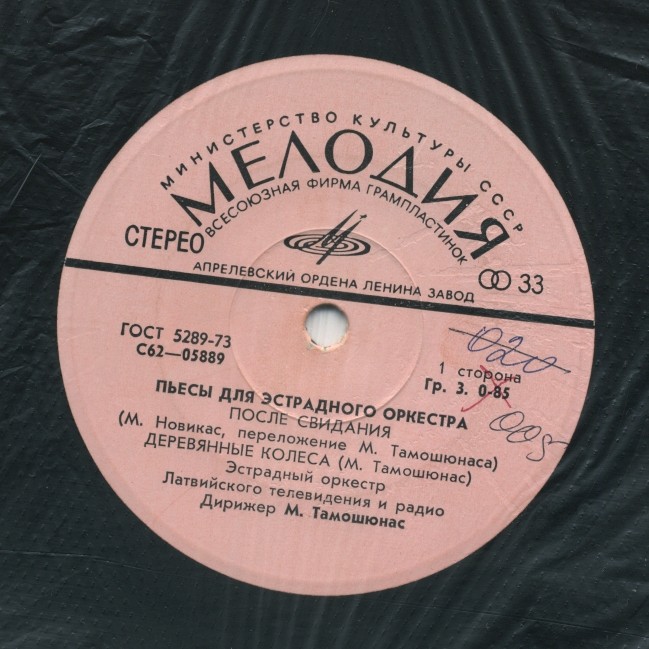 МИНИСТЕРСТВО КУЛЬТУРЫ СССР
МЕЛОДИЯ
ВСЕСОЮЗНАЯ ФИРМА ГРАМПЛАСТИНОК
СТЕРЕО
АПРЕЛЕВСКИЙ ОРДЕНА ЛЕНИНА ЗАВОД
33
ГОСТ 5289-73
С62—05889
020
1 сторона
Гр. 3. 0-85
005
ПЬЕСЫ ДЛЯ ЭСТРАДНОГО ОРКЕСТРА
ПОСЛЕ СВИДАНИЯ
(М. Новикас, переложение М. Тамошюнаса)
ДЕРЕВЯННЫЕ КОЛЕСА (М. Тамошюнас)
Эстрадный оркестр
Латвийского телевидения и радио
Дирижер М. Тамошюнас